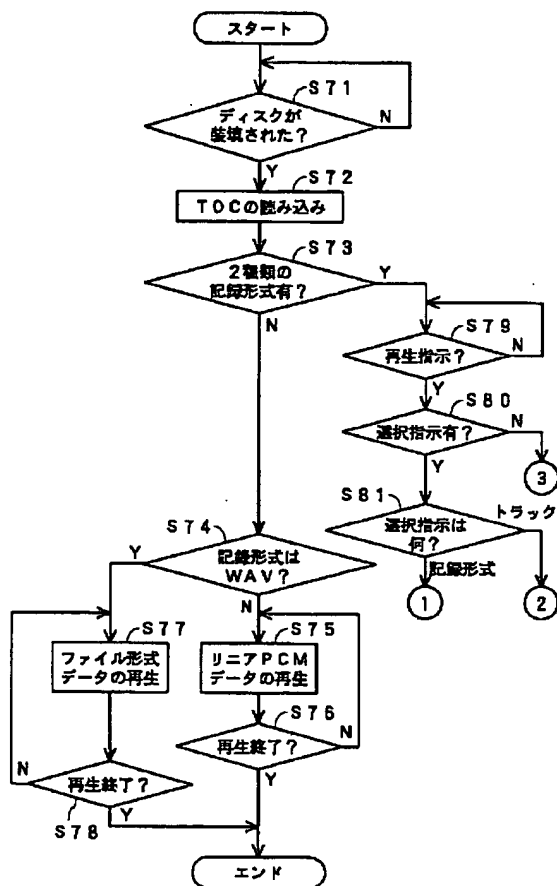 スタート
S71
ディスクが
装填された?
N
Y
S72
TOCの読み込み
S73
2種類の
記録形式有?
Y
N
S79
再生指示?
N
Y
S80
選択指示有?
N
Y
3
S81
選択指示は
何?
トラック
記録形式
1
2
S74
記録形式は
WAV?
Y
N
S77
ファイル形式
データの再生
S75
リニアPCM
データの再生
S76
再生終了?
N
Y
再生終了?
N
Y
S78
エンド